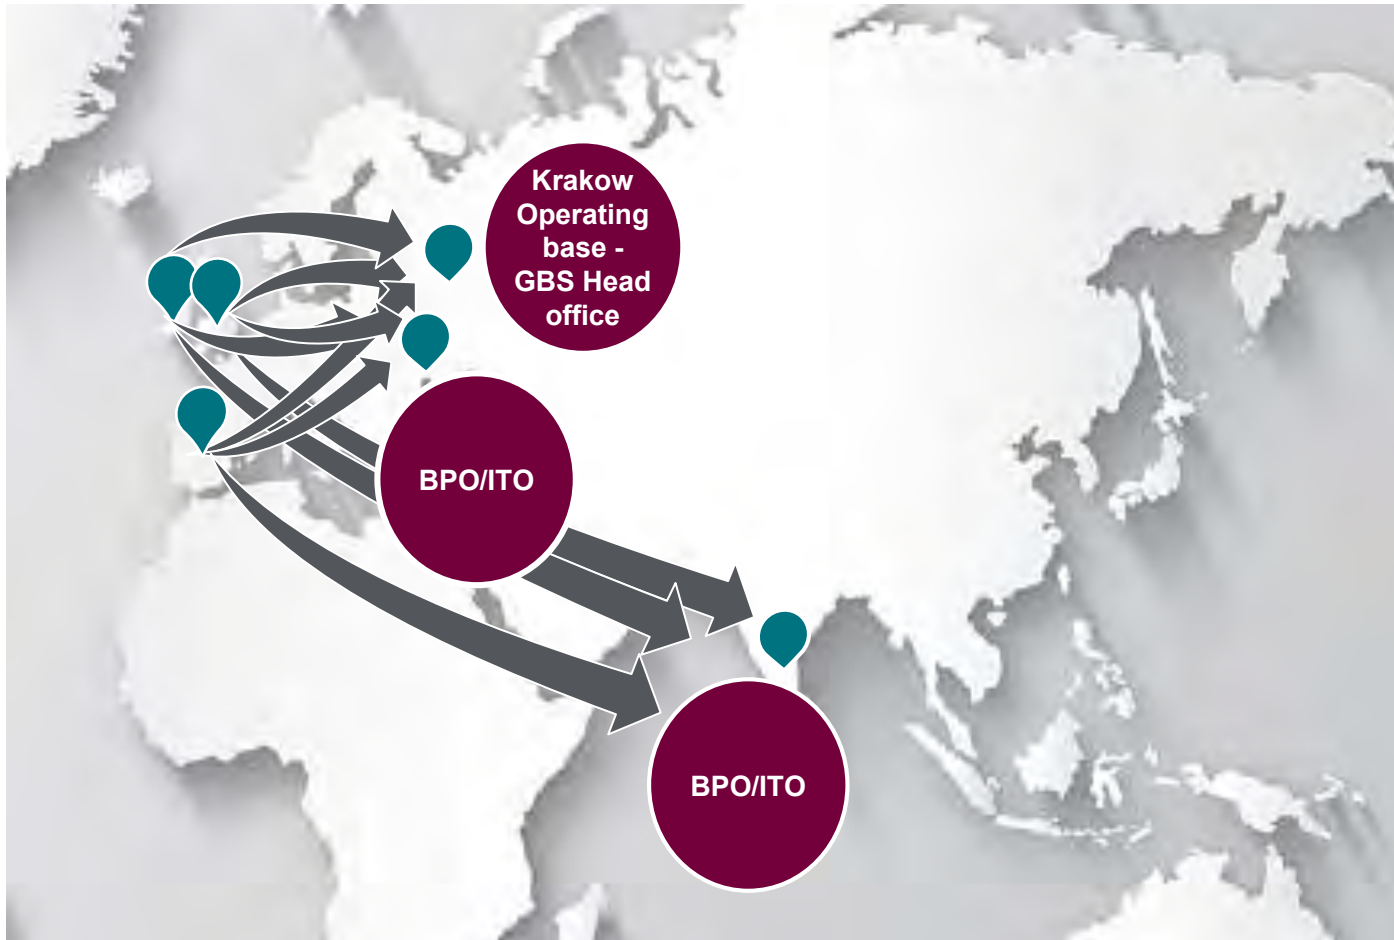 Krakow
Operating
base -
GBS Head
office
BPO/ITO
BPO/ITO